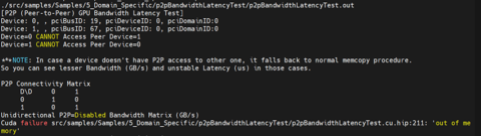 ./src/samples/Samples/5_Domain_Specific/p2pBandwidthLatencyTest/p2pBandwidthLatencyTest.out
[P2P (Peer-to-Peer) GPU Bandwidth Latency Test]
Device: 0, , pciBusID: 19, pciDeviceID: 0, pciDomainID:0
Device: 1, , pciBusID: 67, pciDeviceID: 0, pciDomainID:0
Device=0 CANNOT Access Peer Device=1
Device=1 CANNOT Access Peer Device=0
***NOTE: In case a device doesn't have P2P access to other one, it falls back to normal memcopy procedure.
So you can see lesser Bandwidth (GB/s) and unstable Latency (us) in those cases.
P2P Connectivity Matrix
D\D 0 1
0 1 0
1 0 1
Unidirectional P2P=Disabled Bandwidth Matrix (GB/s)
Cuda failure src/samples/Samples/5_Domain_Specific/p2pBandwidthLatencyTest/p2pBandwidthLatencyTest.cu.hip:211: 'out of me
mory'